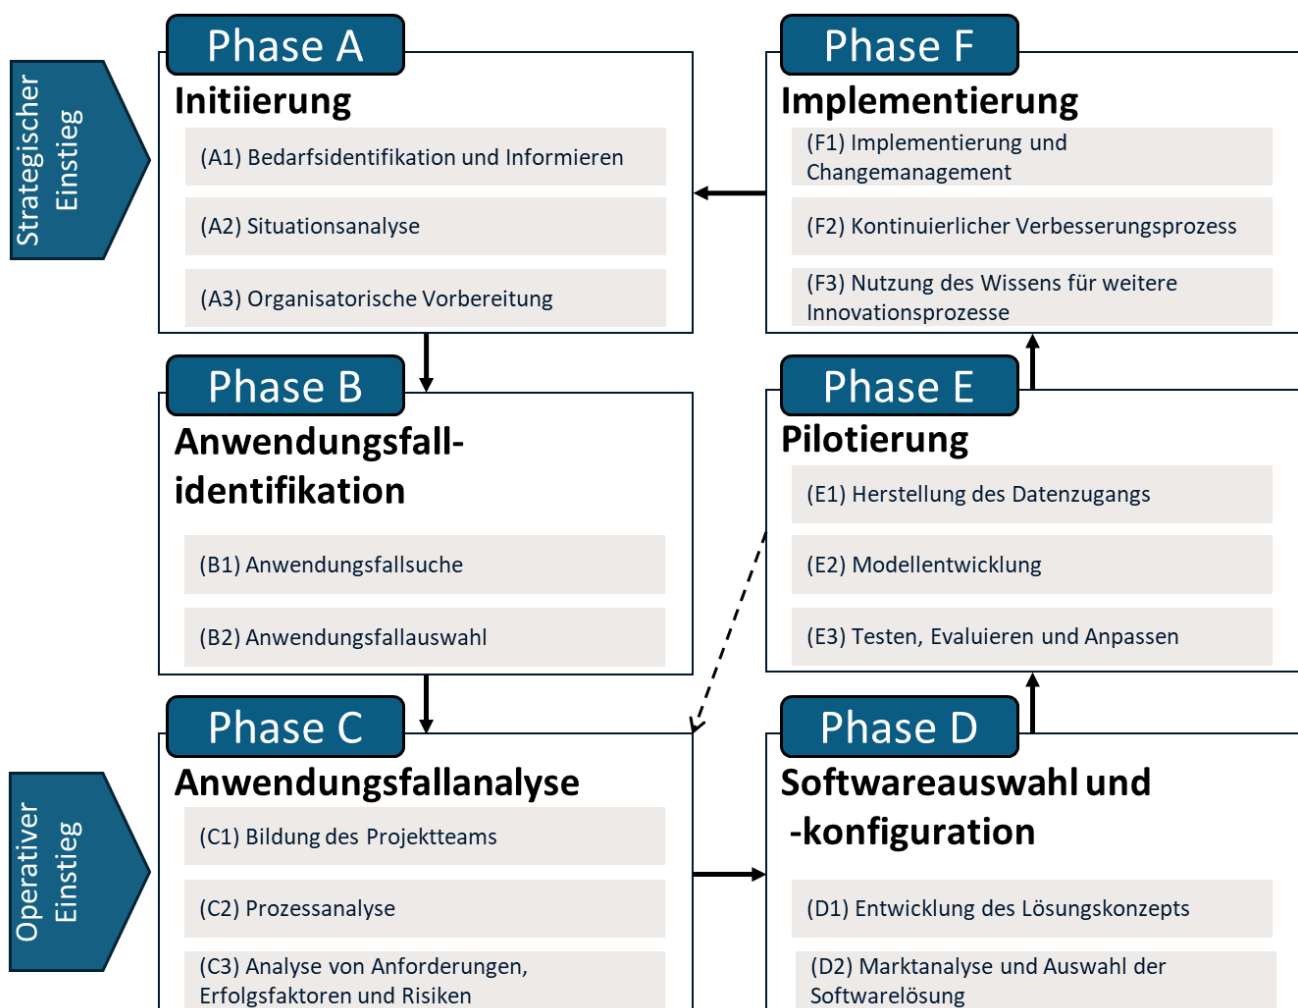 Strategischer
Einstieg
Phase A
Initiierung
(A1) Bedarfsidentifikation und Informieren
(A2) Situationsanalyse
(A3) Organisatorische Vorbereitung
Phase B
Anwendungsfall-
identifikation
(B1) Anwendungsfallsuche
(B2) Anwendungsfallauswahl
Operativer
Einstieg
Phase C
Anwendungsfallanalyse
(C1) Bildung des Projektteams
(C2) Prozessanalyse
(C3) Analyse von Anforderungen,
Erfolgsfaktoren und Risiken
Phase D
Softwareauswahl und
-konfiguration
(D1) Entwicklung des Lösungskonzepts
(D2) Marktanalyse und Auswahl der
Softwarelösung
Phase E
Pilotierung
(E1) Herstellung des Datenzugangs
(E2) Modellentwicklung
(E3) Testen, Evaluieren und Anpassen
Phase F
Implementierung
(F1) Implementierung und
Changemanagement
(F2) Kontinuierlicher Verbesserungsprozess
(F3) Nutzung des Wissens für weitere
Innovationsprozesse